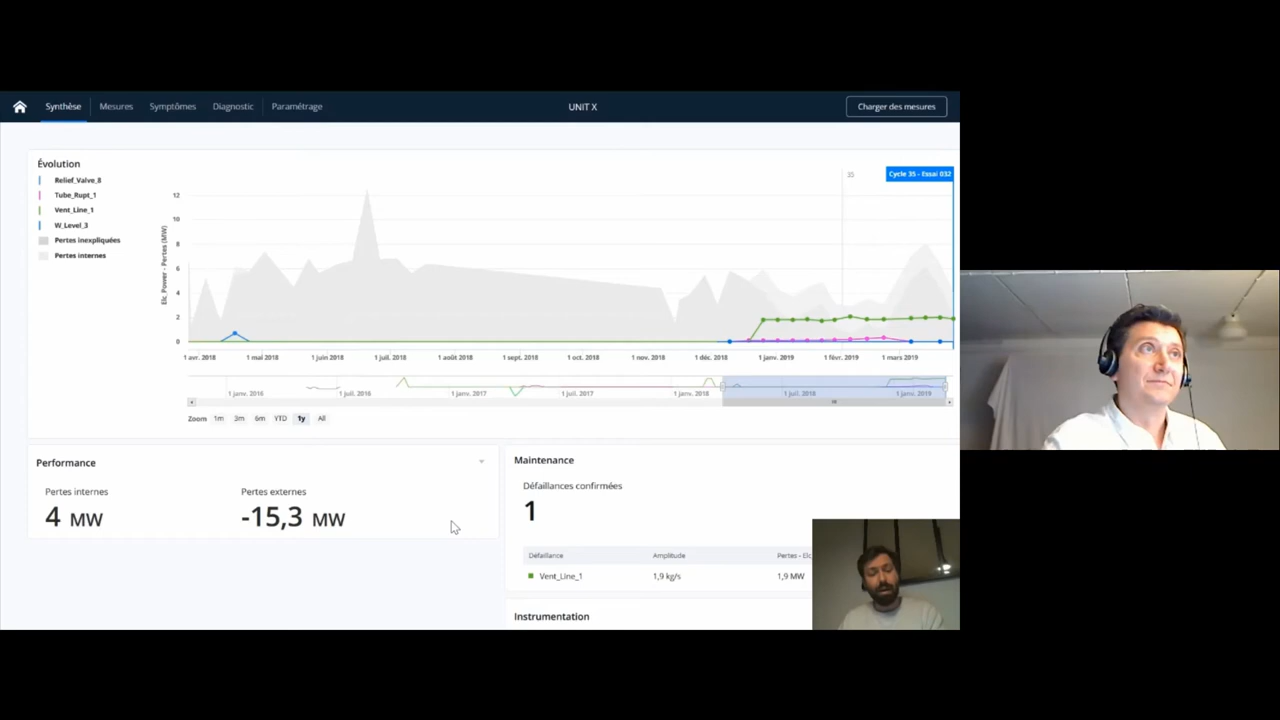 Synthèse Mesures Symptômes Diagnostic Paramétrage UNIT X Charger des mesures
Évolution
Relief_Valve_8
Tube_Rupt_1
Vent_Line_1
W_Level_3
Pertes inexpliquées
Pertes internes
Elc_Power - Pertes (MW)
12
10
8
6
4
2
0
35 Cycle 35 - Essai 032
1 avr. 2018 1 mai 2018 1 juin 2018 1 juil. 2018 1 août 2018 1 sept. 2018 1 oct. 2018 1 nov. 2018 1 déc. 2018 1 janv. 2019 1 févr. 2019 1 mars 2019
1 janv. 2016 1 juil. 2016 1 janv. 2017 1 juil. 2017 1 janv. 2018 1 juil. 2018 1 janv. 2019
Zoom 1m 3m 6m YTD 1y All
Performance
Pertes internes Pertes externes
4 MW -15,3 MW
Maintenance
Défaillances confirmées
1
Défaillance Amplitude Pertes - Elc
Vent_Line_1 1,9 kg/s 1,9 MW
Instrumentation